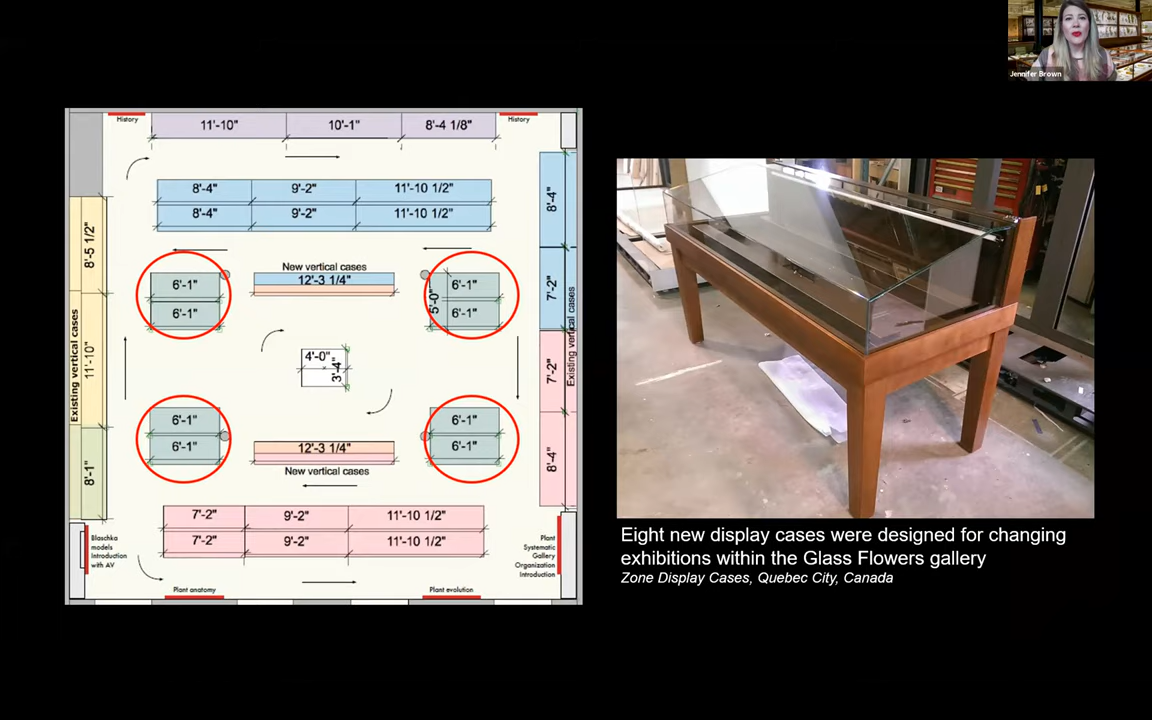 Jennifer Brown
History
11'-10"
10'-1"
8'-4 1/8"
History
8'-4"
9'-2"
11'-10 1/2"
8'-4"
9'-2"
11'-10 1/2"
8'-4"
8'-5 1/2"
New vertical cases
12'-3 1/4"
6'-1"
6'-1"
5'-0"
6'-1"
6'-1"
7'-2"
Existing vertical cases
11'-10"
4'-0"
3'-4"
7'-2"
Existing vertical cases
6'-1"
6'-1"
12'-3 1/4"
New vertical cases
6'-1"
6'-1"
8'-1"
8'-4"
7'-2"
9'-2"
11'-10 1/2"
7'-2"
9'-2"
11'-10 1/2"
Blaschka
models
Introduction
with AV
Plant
Systematic
Gallery
Organization
Introduction
Plant anatomy
Plant evolution
Eight new display cases were designed for changing
exhibitions within the Glass Flowers gallery
Zone Display Cases, Quebec City, Canada